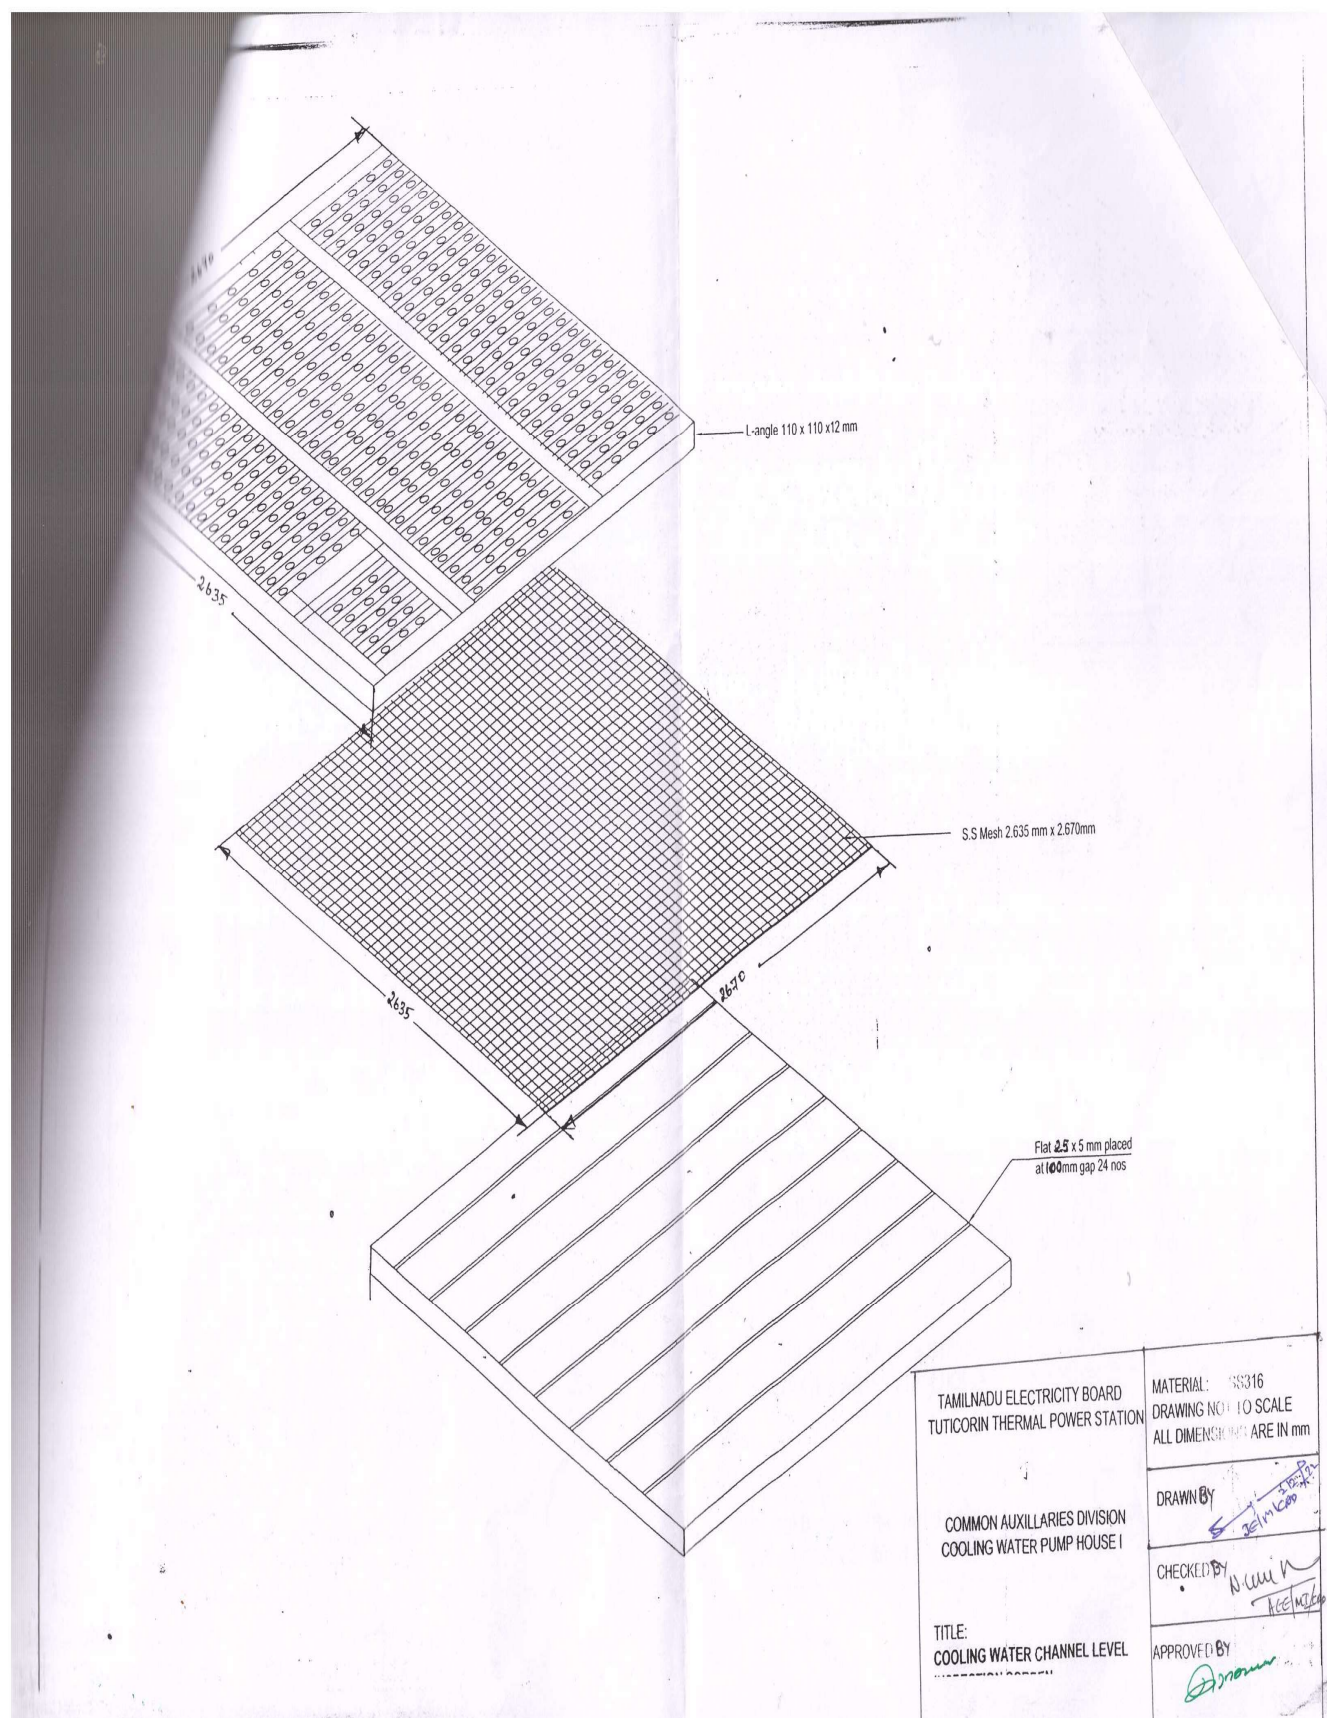 2670
L-angle 110 x 110 x12 mm
2635
S.S Mesh 2.635 mm x 2.670mm
2670
2635
Flat 25 x 5 mm placed
at 100mm gap 24 nos
TAMILNADU ELECTRICITY BOARD
TUTICORIN THERMAL POWER STATION
COMMON AUXILLARIES DIVISION
COOLING WATER PUMP HOUSE I
TITLE:
COOLING WATER CHANNEL LEVEL
MATERIAL: SS316
DRAWING NOT TO SCALE
ALL DIMENSIONS ARE IN mm
DRAWN BY
CHECKED BY
APPROVED BY